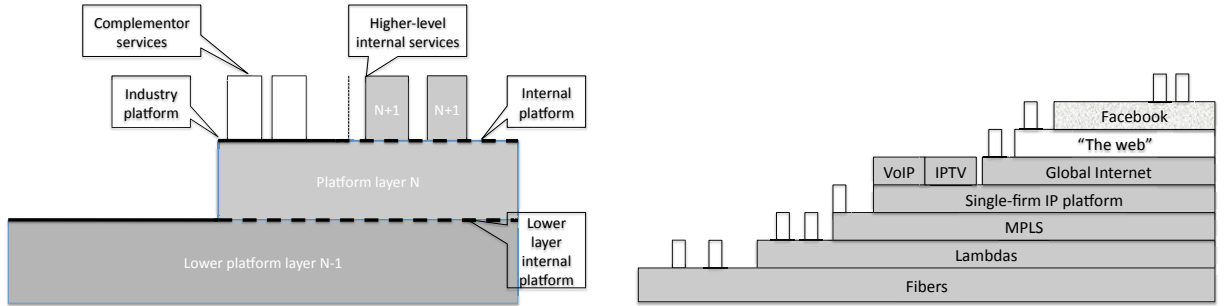 Complementor
services
Higher-level
internal services
Industry
platform
N+1
N+1
Internal
platform
Platform layer N
Lower
layer
internal
platform
Lower platform layer N-1
Facebook
“The web”
VoIP
IPTV
Global Internet
Single-firm IP platform
MPLS
Lambdas
Fibers